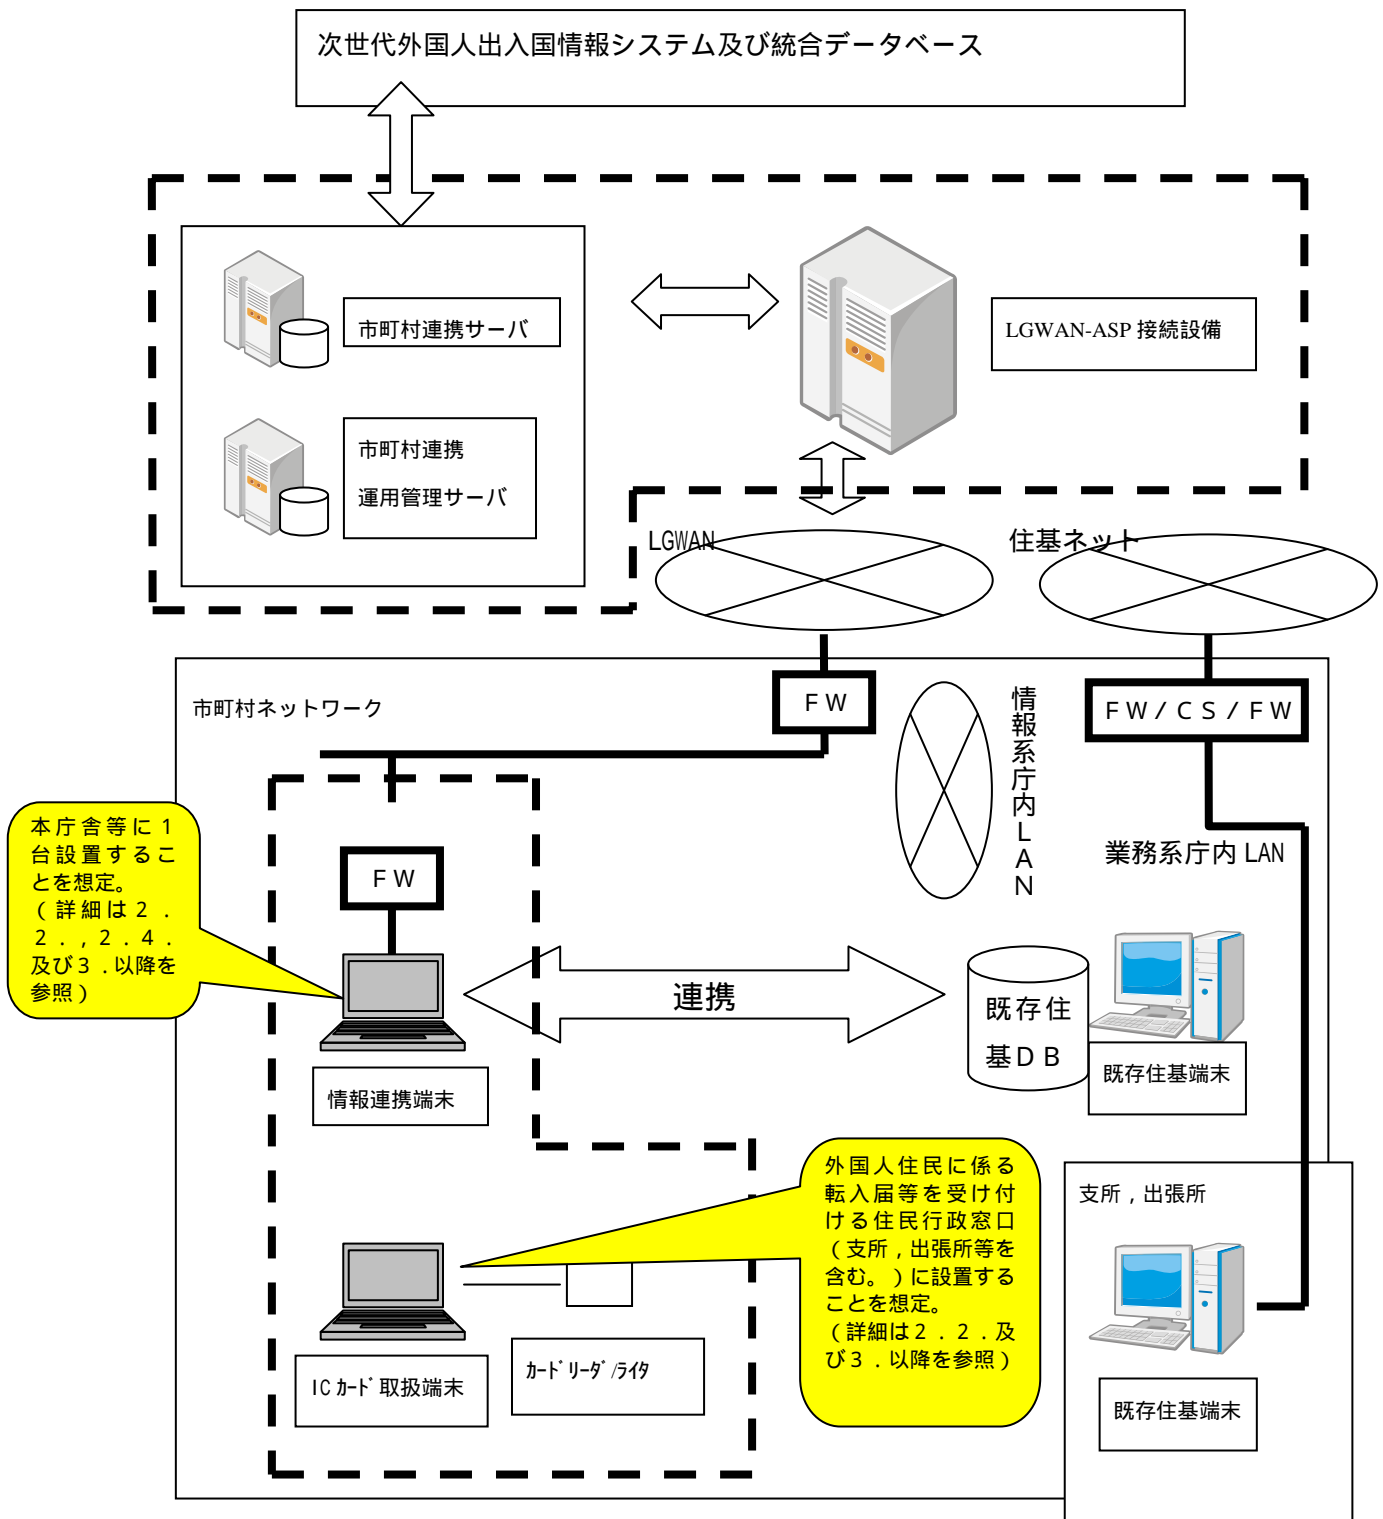 次世代外国人出入国情報システム及び統合データベース
市町村連携サーバ
LGWAN-ASP 接続設備
市町村連携
運用管理サーバ
LGWAN
住基ネット
市町村ネットワーク
ＦＷ
情報系庁内ＬＡＮ
ＦＷ／ＣＳ／ＦＷ
本庁舎等に１
台設置するこ
とを想定。
（詳細は２．
２．，２．４．
及び３．以降を
参照）
ＦＷ
業務系庁内 LAN
連携
既存住
基ＤＢ
既存住基端末
情報連携端末
外国人住民に係る
転入届等を受け付
ける住民行政窓口
（支所，出張所等を
含む。）に設置する
ことを想定。
（詳細は２．２．及
び３．以降を参照）
支所，出張所
ICｶｰﾄﾞ取扱端末
ｶｰﾄﾞﾘｰﾀﾞ/ﾗｲﾀ
既存住基端末